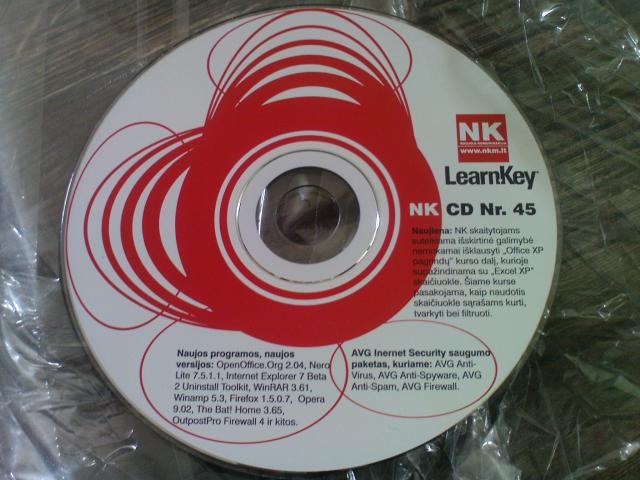 NK
www.nkm.lt
LearnKey
NK CD Nr. 45
Naujiena: NK skaitytojams
suteikiama išskirtinė galimybė
nemokamai išklausyti „Office XP
pagrindų" kurso dalį, kurioje
supažindinama su „Excel XP"
skaičiuokle. Šiame kurse
pasakojama, kaip naudotis
skaičiuoklę sąrašams kurti,
tvarkyti bei filtruoti.
Naujos programos, naujos
versijos: OpenOffice.Org 2.04, Nero
Lite 7.5.1.1, Internet Explorer 7 Beta
2 Uninstall Toolkit, WinRAR 3.61,
Winamp 5.3, Firefox 1.5.0.7, Opera
9.02, The Bat! Home 3.65,
OutpostPro Firewall 4 ir kitos.
AVG Inernet Security saugumo
paketas, kuriame: AVG Anti-
Virus, AVG Anti-Spyware, AVG
Anti-Spam, AVG Firewall.